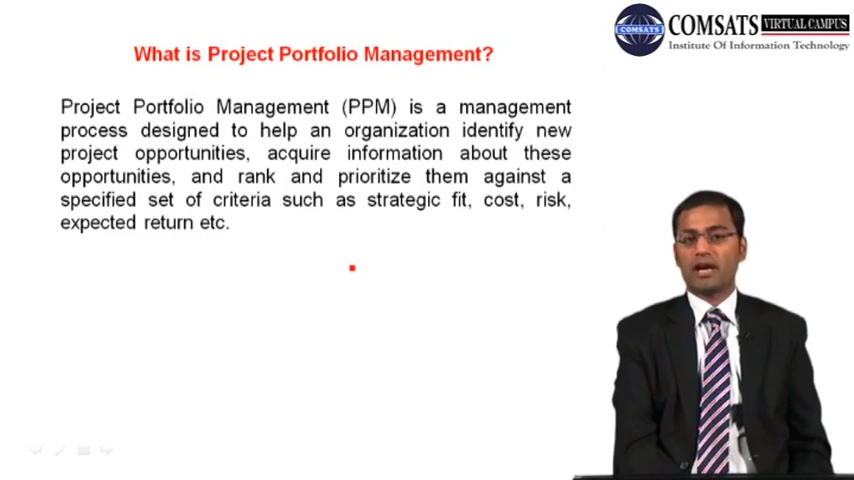 What is Project Portfolio Management?
Project Portfolio Management (PPM) is a management
process designed to help an organization identify new
project opportunities, acquire information about these
opportunities, and rank and prioritize them against a
specified set of criteria such as strategic fit, cost, risk,
expected return etc.
COMSATS
COMSATS VIRTUAL CAMPUS
Institute Of Information Technology